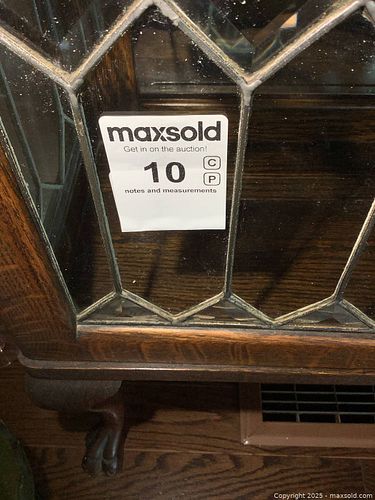 maxsold
Get in on the auction!
10
C
P
notes and measurements
Copyright 2025 - maxsold.com